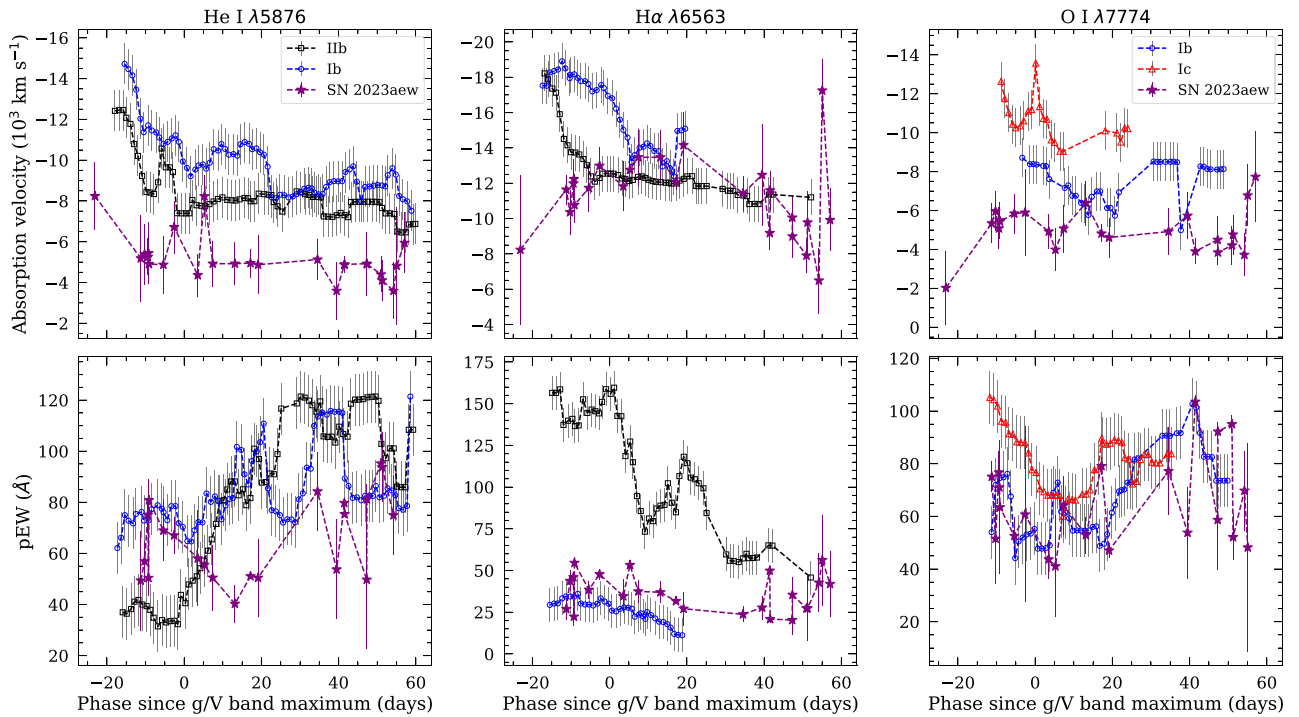 He I λ5876
Hα λ6563
O I λ7774
Absorption velocity (10³ km s⁻¹)
−16
−14
−12
−10
−8
−6
−4
−2
IIb
Ib
SN 2023aew
−20
−18
−16
−14
−12
−10
−8
−6
−4
−14
−12
−10
−8
−6
−4
−2
0
Ib
Ic
SN 2023aew
pEW (Å)
120
100
80
60
40
20
175
150
125
100
75
50
25
0
120
100
80
60
40
20
−20 0 20 40 60
−20 0 20 40 60
−20 0 20 40 60
Phase since g/V band maximum (days)
Phase since g/V band maximum (days)
Phase since g/V band maximum (days)